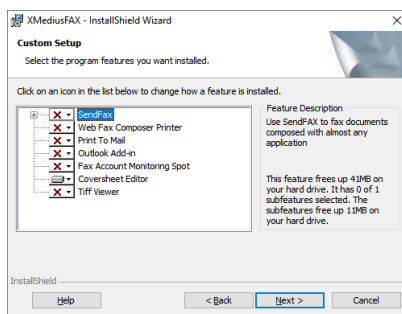 XMediusFAX - InstallShield Wizard
Custom Setup
Select the program features you want installed.
Click on an icon in the list below to change how a feature is installed.
SendFax
Web Fax Composer Printer
Print To Mail
Outlook Add-in
Fax Account Monitoring Spot
Coversheet Editor
Tiff Viewer
Feature Description
Use SendFax to fax documents
composed with almost any
application
This feature frees up 41MB on
your hard drive. It has 0 of 1
subfeatures selected. The
subfeatures free up 11MB on
your hard drive.
InstallShield
Help
< Back
Next >
Cancel